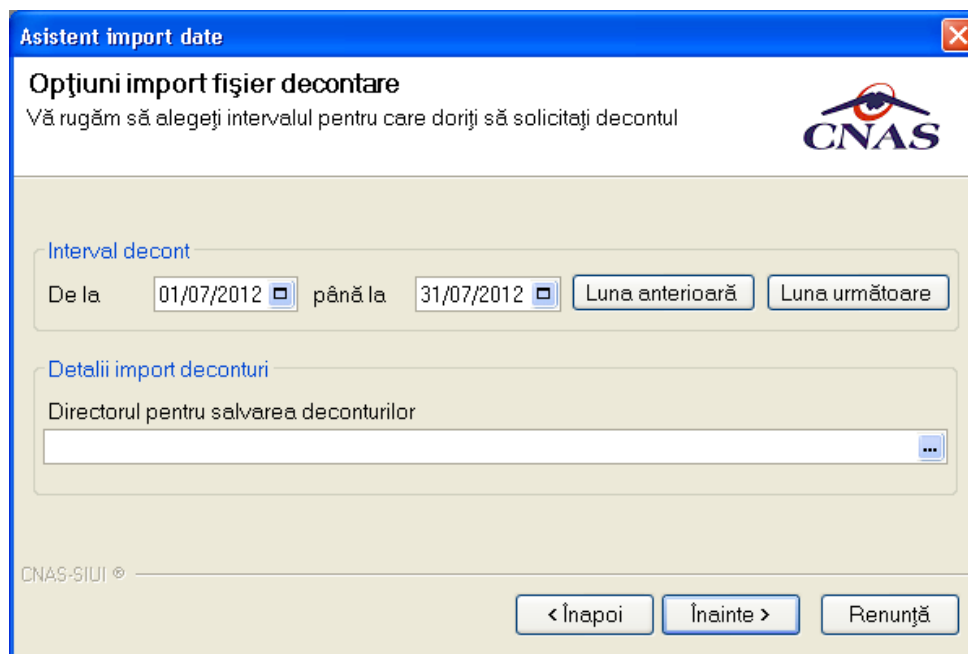 Asistent import date
Opţiuni import fişier decontare
Vă rugăm să alegeţi intervalul pentru care doriţi să solicitaţi decontul
CNAS
Interval decont
De la 01/07/2012 până la 31/07/2012 Luna anterioară Luna următoare
Detalii import deconturi
Directorul pentru salvarea deconturilor
...
CNAS-SIUI ®
< Înapoi Înainte > Renunţă